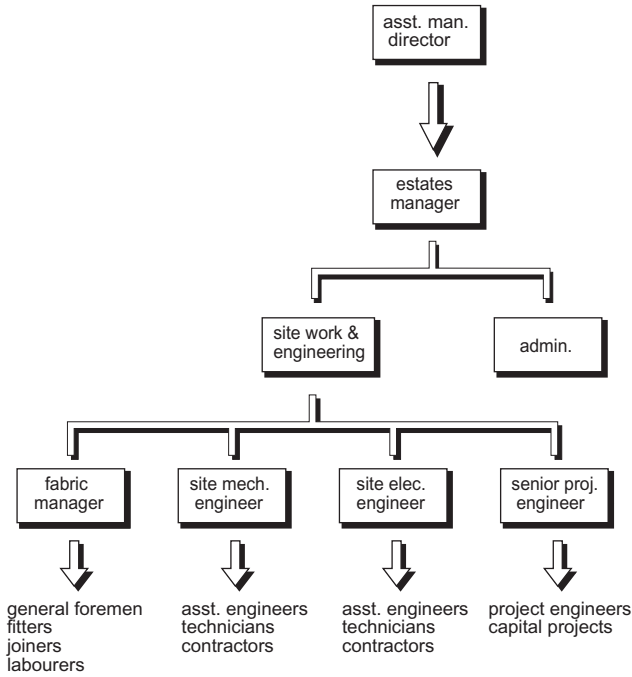 asst. man.
director
estates
manager
site work &
engineering
admin.
fabric
manager
site mech.
engineer
site elec.
engineer
senior proj.
engineer
general foremen
fitters
joiners
labourers
asst. engineers
technicians
contractors
asst. engineers
technicians
contractors
project engineers
capital projects